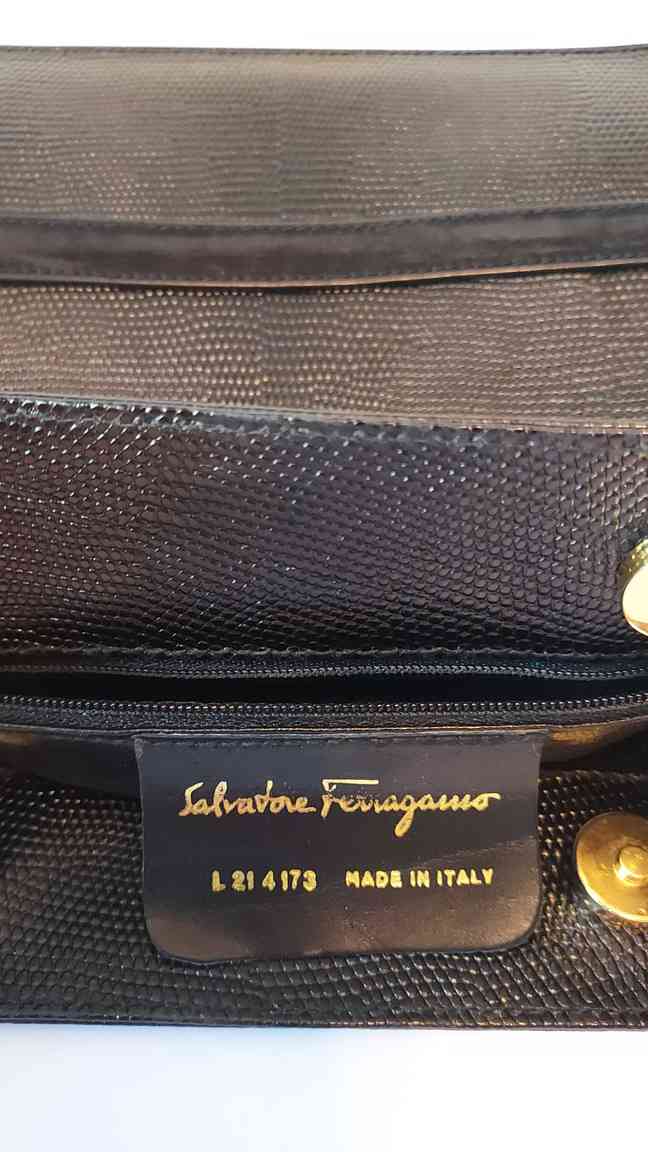 Salvatore Ferragamo
L 21 4173 MADE IN ITALY